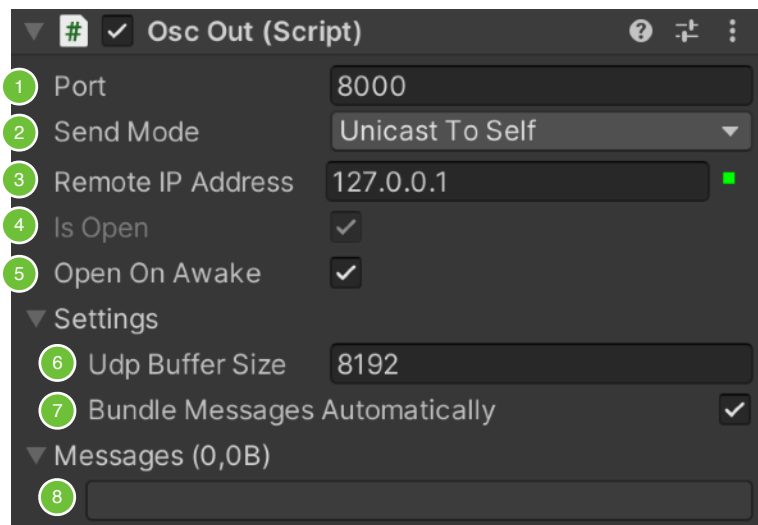 # Osc Out (Script)
1 Port 8000
2 Send Mode Unicast To Self
3 Remote IP Address 127.0.0.1
4 Is Open
5 Open On Awake
Settings
6 Udp Buffer Size 8192
7 Bundle Messages Automatically
Messages (0,0B)
8